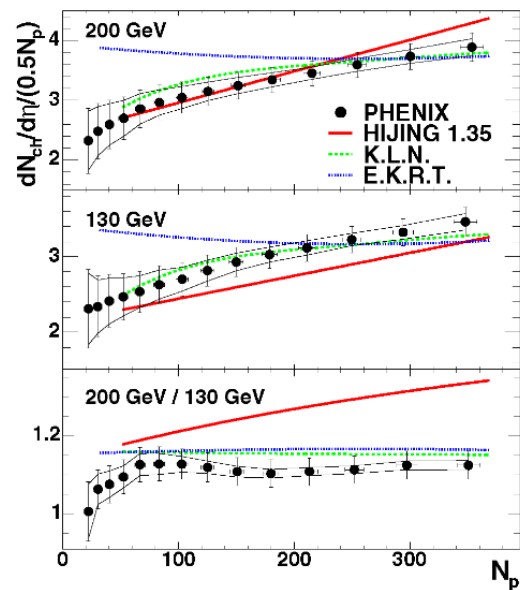 dN_ch/dη/(0.5N_p)
200 GeV
4
3
2
PHENIX
HIJING 1.35
K.L.N.
E.K.R.T.
130 GeV
3
2
200 GeV / 130 GeV
1.2
1
0 100 200 300
N_p